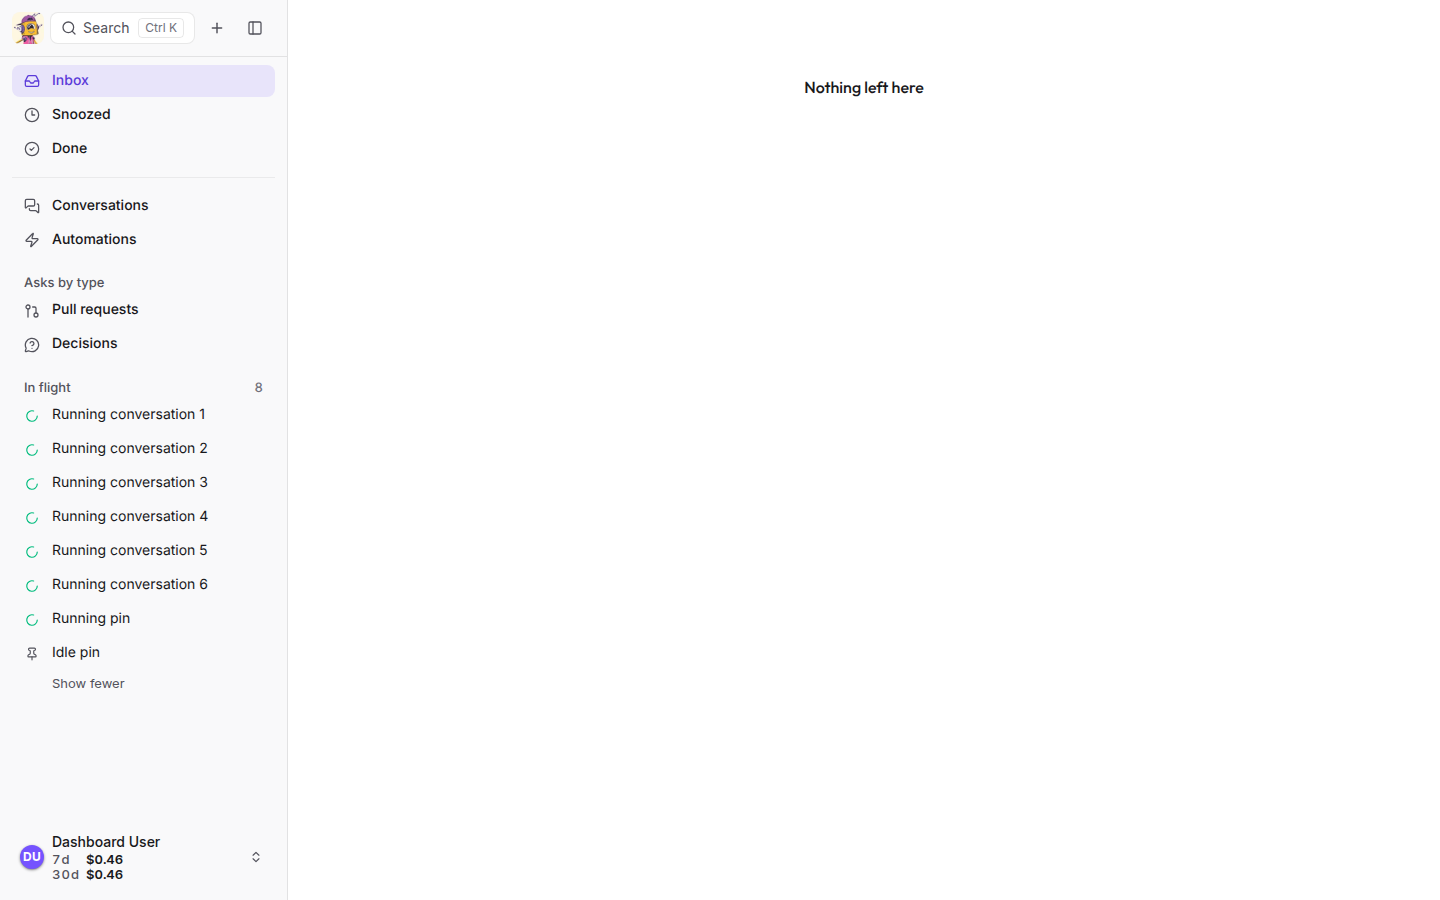 Search Ctrl K
Inbox
Snoozed
Done
Conversations
Automations
Asks by type
Pull requests
Decisions
In flight 8
Running conversation 1
Running conversation 2
Running conversation 3
Running conversation 4
Running conversation 5
Running conversation 6
Running pin
Idle pin
Show fewer
DU
Dashboard User
7d $0.46
30d $0.46
Nothing left here